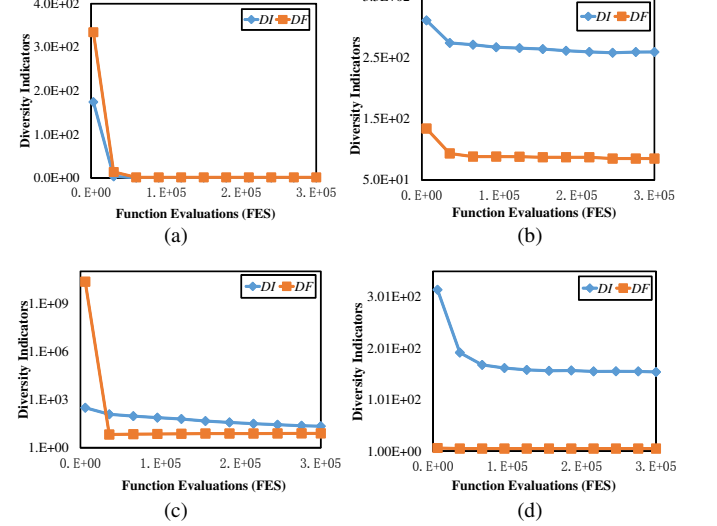 4.0E+02
DI DF
3.0E+02
2.0E+02
1.0E+02
0.0E+00
Diversity Indicators
0.E+00 1.E+05 2.E+05 3.E+05
Function Evaluations (FES)
(a)
DI DF
2.5E+02
1.5E+02
5.0E+01
Diversity Indicators
0.E+00 1.E+05 2.E+05 3.E+05
Function Evaluations (FES)
(b)
DI DF
1.E+09
1.E+06
1.E+03
1.E+00
Diversity Indicators
0.E+00 1.E+05 2.E+05 3.E+05
Function Evaluations (FES)
(c)
DI DF
3.01E+02
2.01E+02
1.01E+02
1.00E+00
Diversity Indicators
0.E+00 1.E+05 2.E+05 3.E+05
Function Evaluations (FES)
(d)